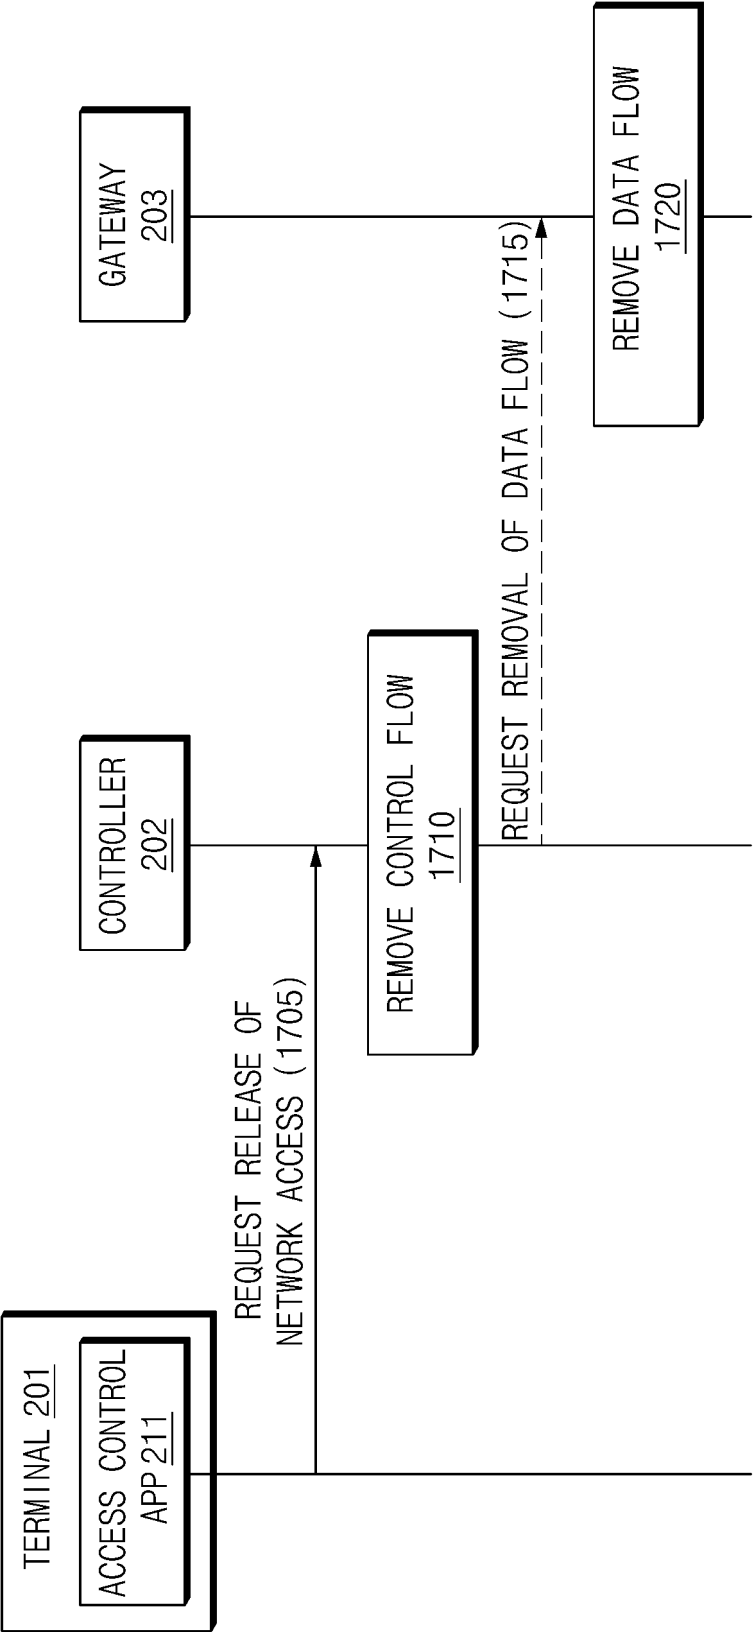 TERMINAL 201
ACCESS CONTROL
APP 211
CONTROLLER
202
GATEWAY
203
REQUEST RELEASE OF
NETWORK ACCESS (1705)
REMOVE CONTROL FLOW
1710
REQUEST REMOVAL OF DATA FLOW (1715)
REMOVE DATA FLOW
1720